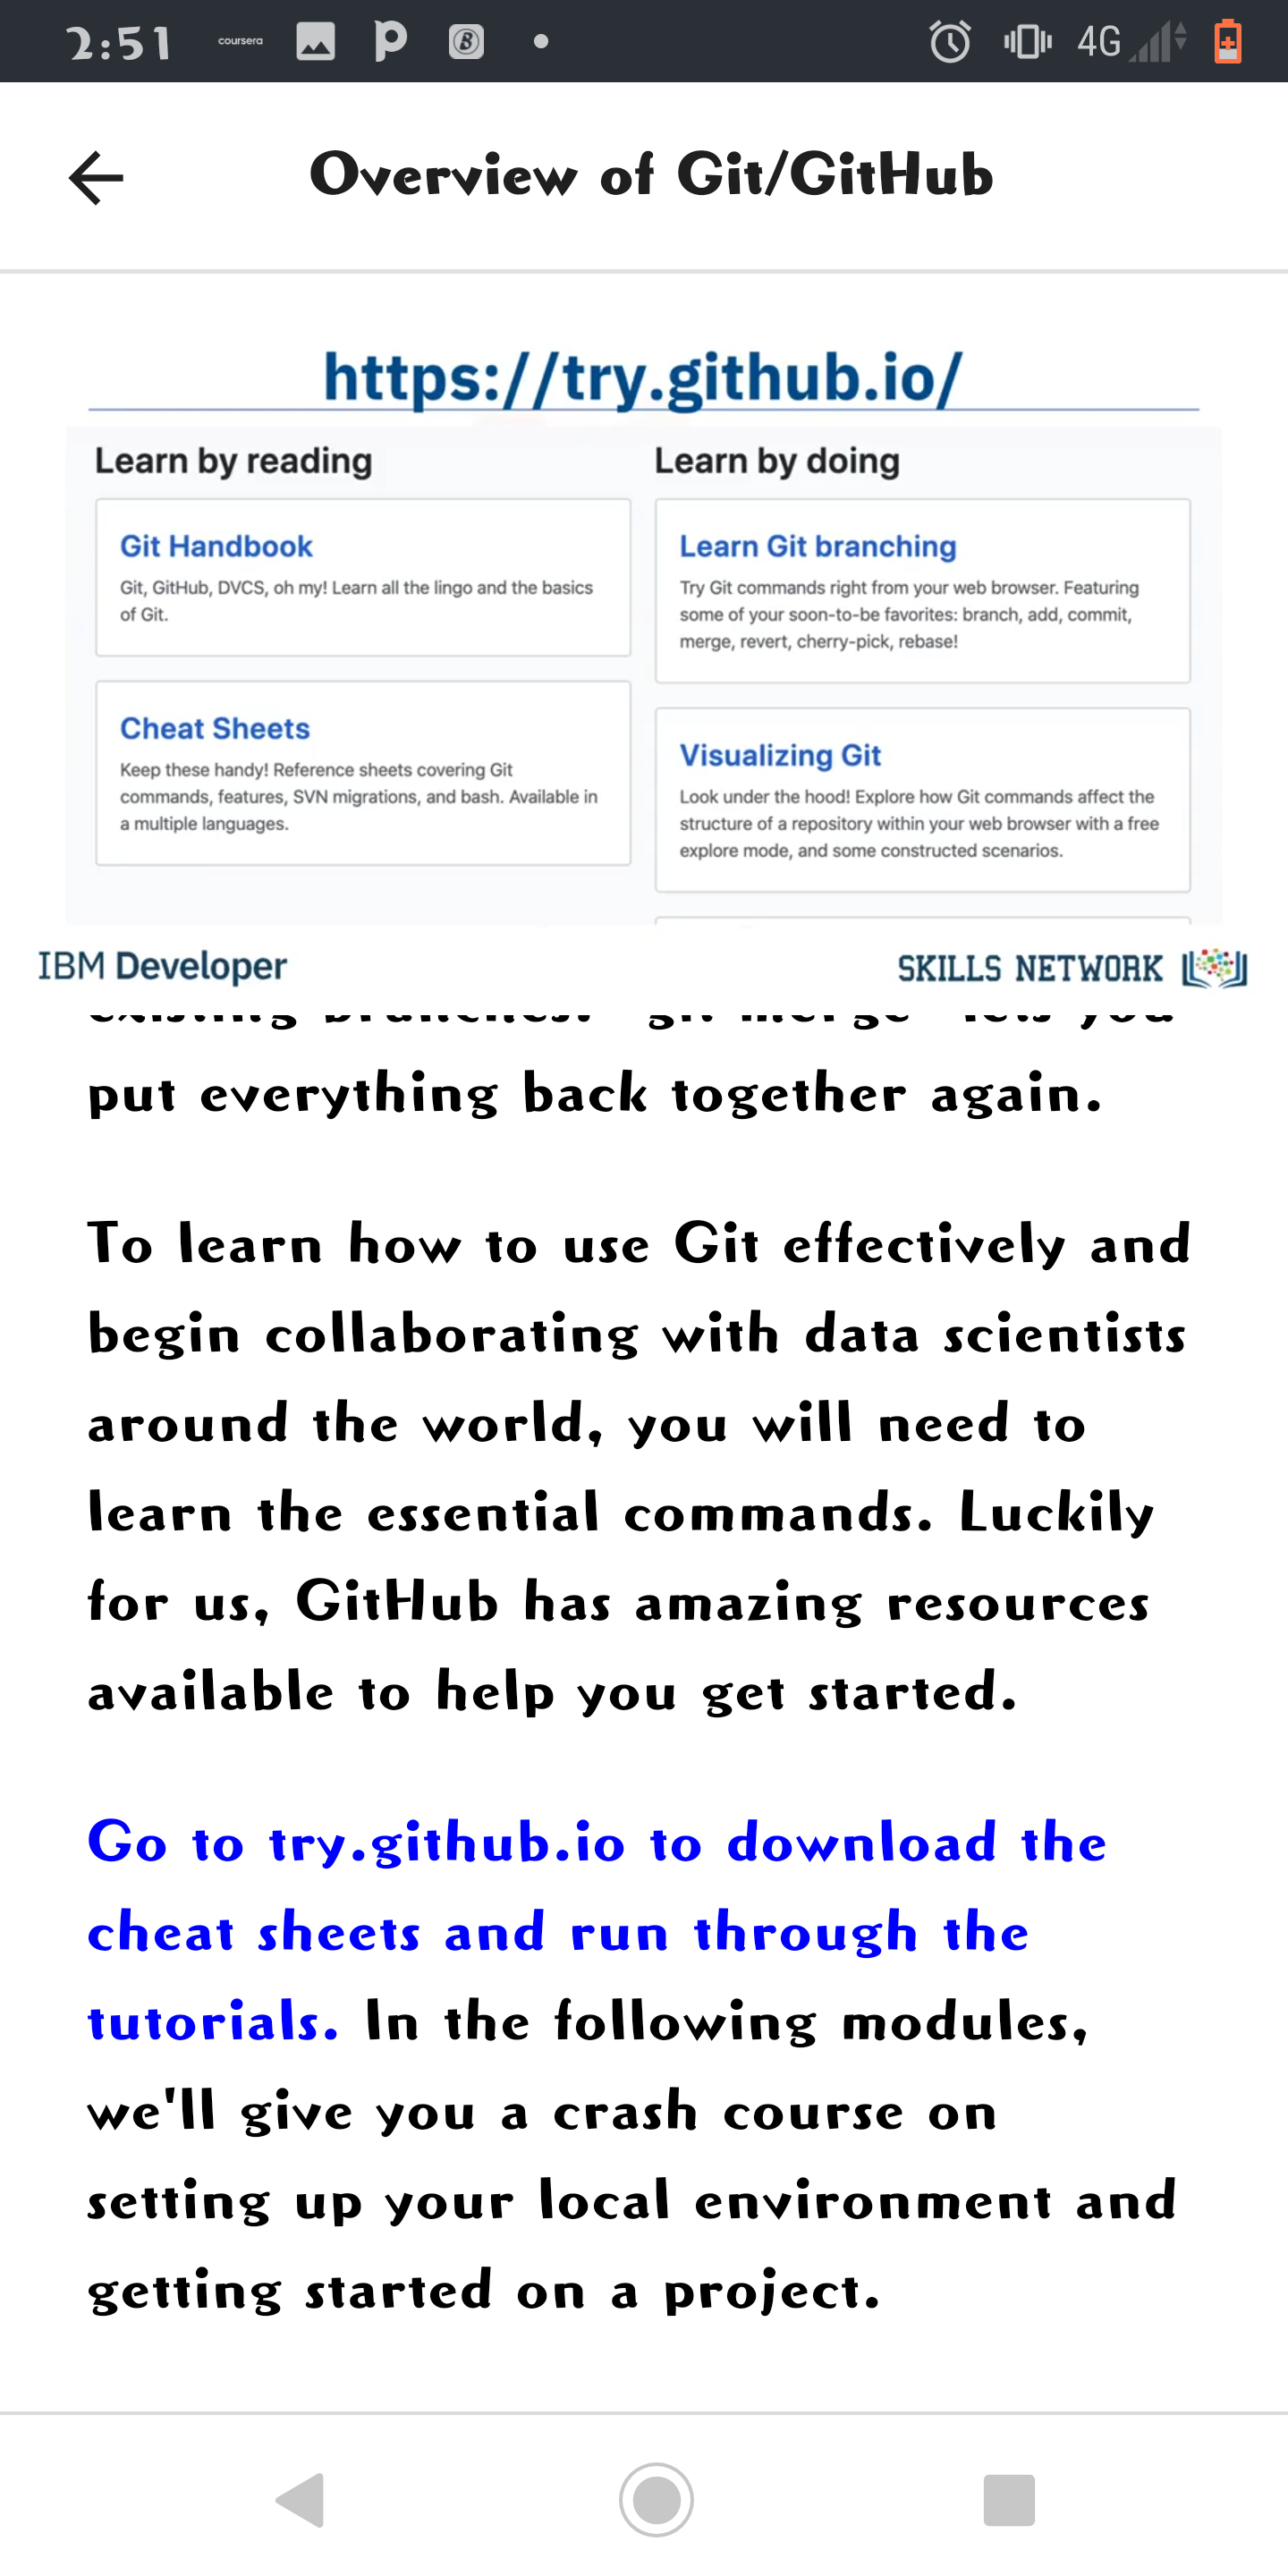 2:51 coursera 4G
Overview of Git/GitHub
https://try.github.io/
Learn by reading
Git Handbook
Git, GitHub, DVCS, oh my! Learn all the lingo and the basics
of Git.
Cheat Sheets
Keep these handy! Reference sheets covering Git
commands, features, SVN migrations, and bash. Available in
a multiple languages.
Learn by doing
Learn Git branching
Try Git commands right from your web browser. Featuring
some of your soon-to-be favorites: branch, add, commit,
merge, revert, cherry-pick, rebase!
Visualizing Git
Look under the hood! Explore how Git commands affect the
structure of a repository within your web browser with a free
explore mode, and some constructed scenarios.
IBM Developer
SKILLS NETWORK
put everything back together again.
To learn how to use Git effectively and
begin collaborating with data scientists
around the world, you will need to
learn the essential commands. Luckily
for us, GitHub has amazing resources
available to help you get started.
Go to try.github.io to download the
cheat sheets and run through the
tutorials. In the following modules,
we'll give you a crash course on
setting up your local environment and
getting started on a project.